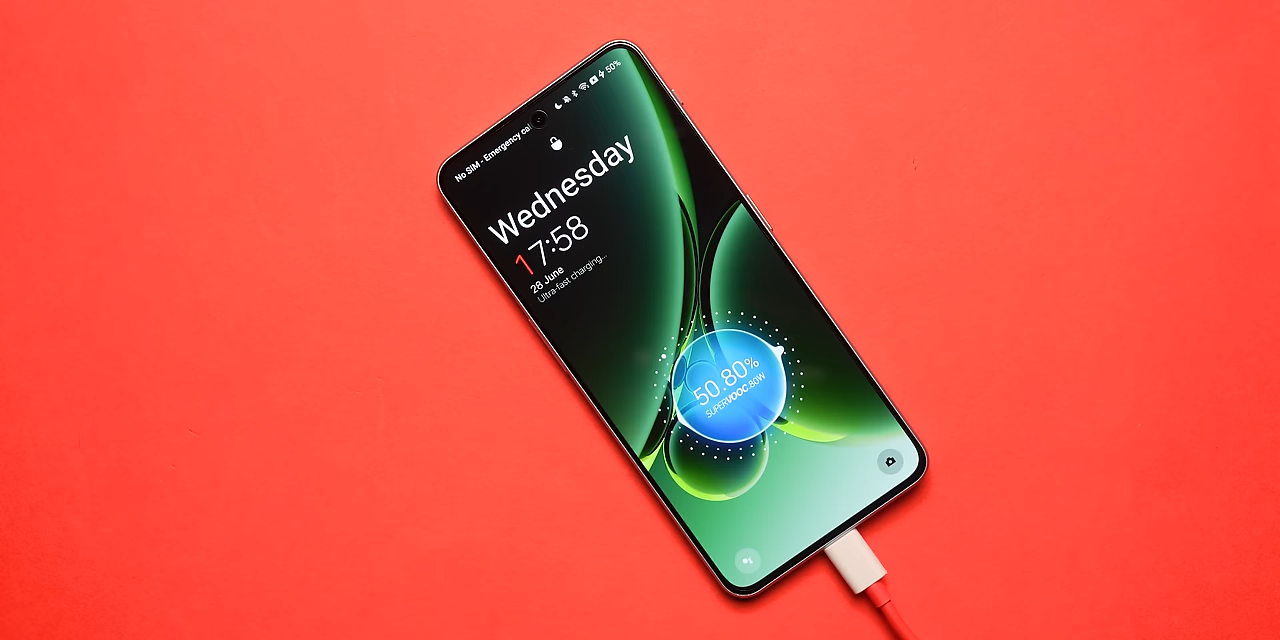 No SIM - Emergency cal
50%
Wednesday
17:58
28 June
Ultra-fast charging...
50.80%
SUPERVOOC 80W